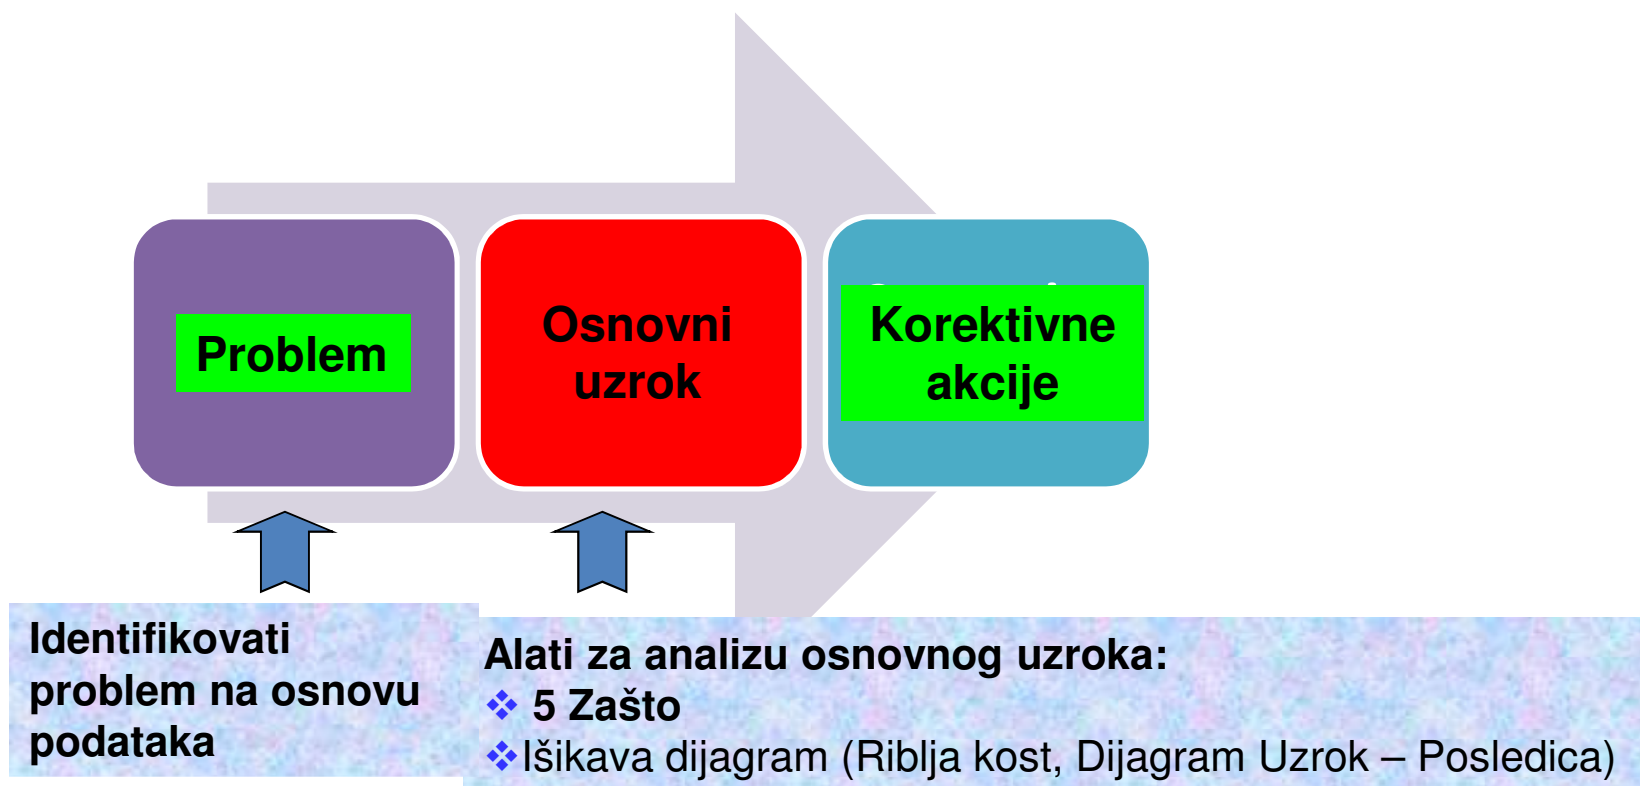 Problem
Osnovni
uzrok
Korektivne
akcije
Identifikovati
problem na osnovu
podataka
Alati za analizu osnovnog uzroka:
❖ 5 Zašto
❖Išikava dijagram (Riblja kost, Dijagram Uzrok – Posledica)